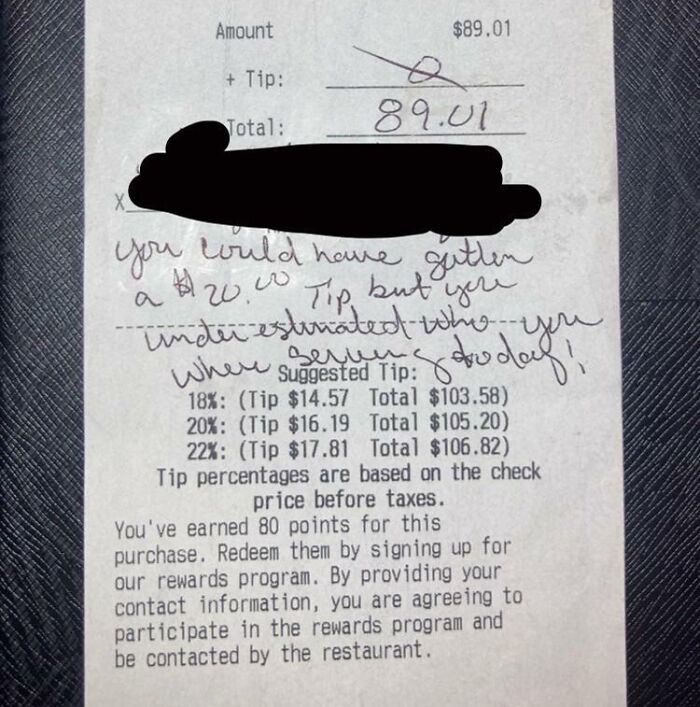 Amount $89.01
+ Tip: 0
Total: 89.01
X
you could have gotten
a $20.00 Tip but you
under estimated who you
where serving today!
Suggested Tip:
18%: (Tip $14.57 Total $103.58)
20%: (Tip $16.19 Total $105.20)
22%: (Tip $17.81 Total $106.82)
Tip percentages are based on the check
price before taxes.
You've earned 80 points for this
purchase. Redeem them by signing up for
our rewards program. By providing your
contact information, you are agreeing to
participate in the rewards program and
be contacted by the restaurant.